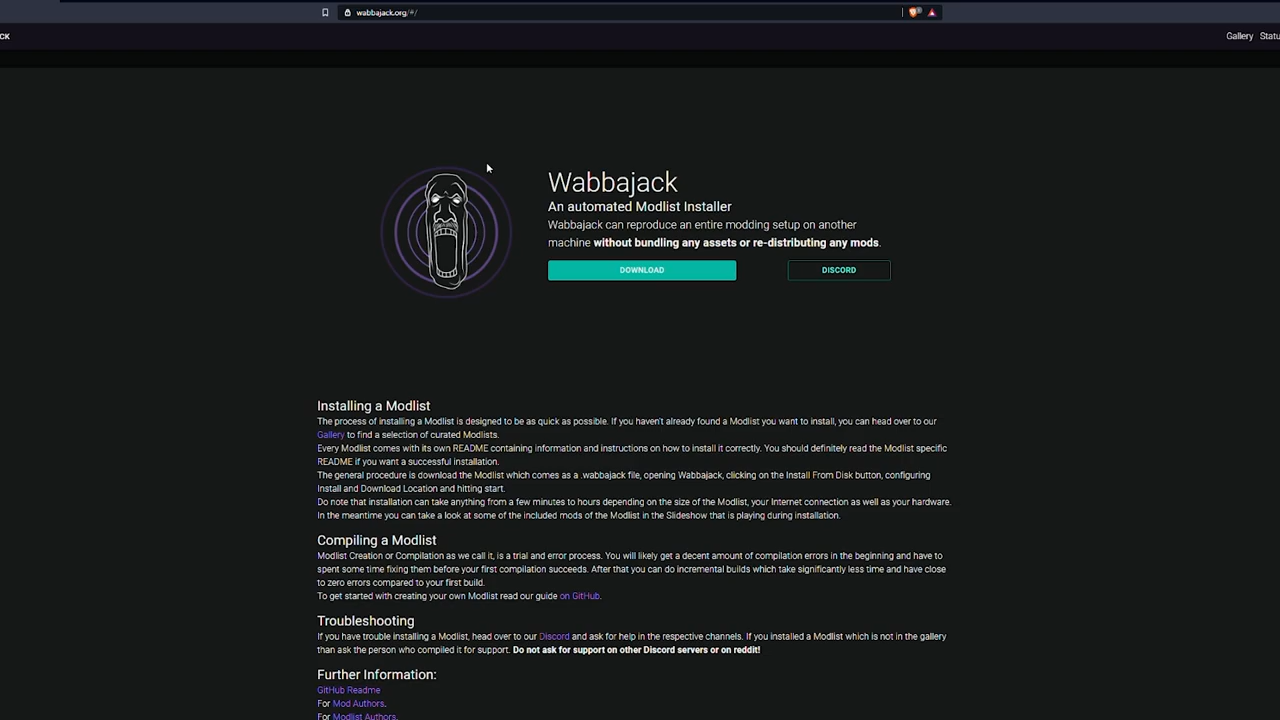 wabbajack.org/#/
CK
Gallery
Wabbajack
An automated Modlist Installer
Wabbajack can reproduce an entire modding setup on another
machine without bundling any assets or re-distributing any mods.
DOWNLOAD
DISCORD
Installing a Modlist
The process of installing a Modlist is designed to be as quick as possible. If you haven't already found a Modlist you want to install, you can head over to our
Gallery to find a selection of curated Modlists.
Every Modlist comes with its own README containing information and instructions on how to install it correctly. You should definitely read the Modlist specific
README if you want a successful installation.
The general procedure is download the Modlist which comes as a .wabbajack file, opening Wabbajack, clicking on the Install From Disk button, configuring
Install and Download Location and hitting start.
Do note that installation can take anything from a few minutes to hours depending on the size of the Modlist, your Internet connection as well as your hardware.
In the meantime you can take a look at some of the included mods of the Modlist in the Slideshow that is playing during installation.
Compiling a Modlist
Modlist Creation or Compilation as we call it, is a trial and error process. You will likely get a decent amount of compilation errors in the beginning and have to
spent some time fixing them before your first compilation succeeds. After that you can do incremental builds which take significantly less time and have close
to zero errors compared to your first build.
To get started with creating your own Modlist read our guide on GitHub.
Troubleshooting
If you have trouble installing a Modlist, head over to our Discord and ask for help in the respective channels. If you installed a Modlist which is not in the gallery
than ask the person who compiled it for support. Do not ask for support on other Discord servers or on reddit!
Further Information:
GitHub Readme
For Mod Authors.
For Modlist Authors.